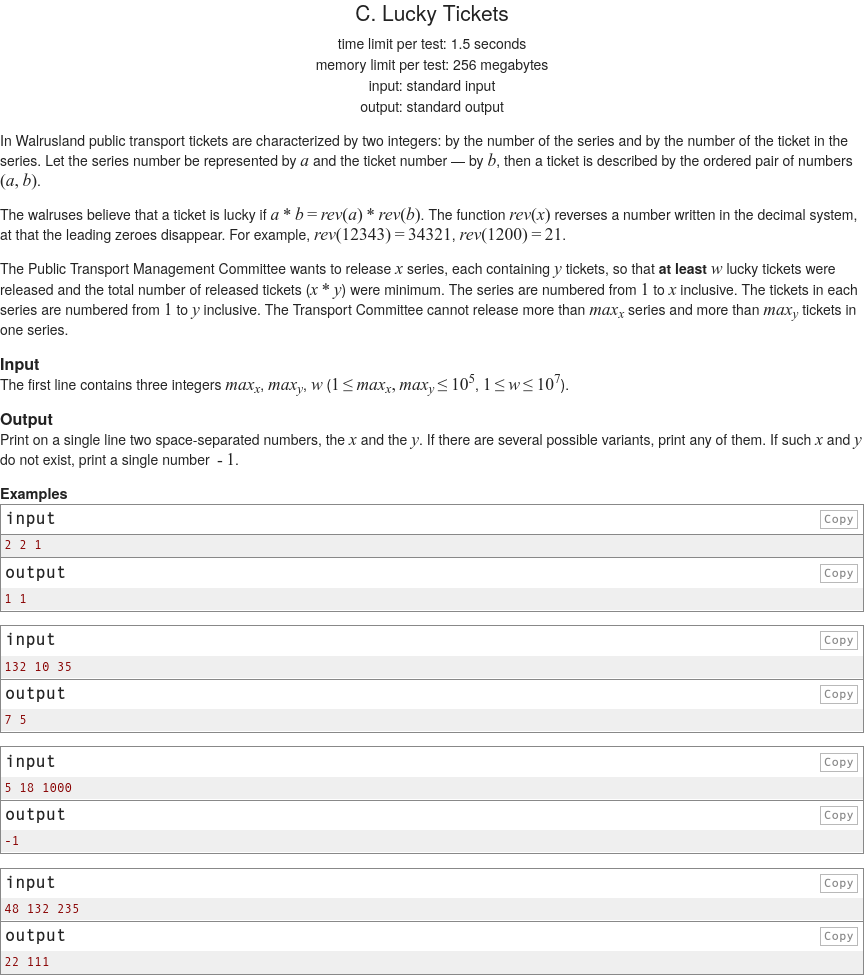 C. Lucky Tickets
time limit per test: 1.5 seconds
memory limit per test: 256 megabytes
input: standard input
output: standard output
In Walrusland public transport tickets are characterized by two integers: by the number of the series and by the number of the ticket in the
series. Let the series number be represented by a and the ticket number — by b, then a ticket is described by the ordered pair of numbers
(a, b).
The walruses believe that a ticket is lucky if a * b = rev(a) * rev(b). The function rev(x) reverses a number written in the decimal system,
at that the leading zeroes disappear. For example, rev(12343) = 34321, rev(1200) = 21.
The Public Transport Management Committee wants to release x series, each containing y tickets, so that at least w lucky tickets were
released and the total number of released tickets (x * y) were minimum. The series are numbered from 1 to x inclusive. The tickets in each
series are numbered from 1 to y inclusive. The Transport Committee cannot release more than maxₓ series and more than max_y tickets in
one series.
Input
The first line contains three integers maxₓ, max_y, w (1 ≤ maxₓ, max_y ≤ 10⁵, 1 ≤ w ≤ 10⁷).
Output
Print on a single line two space-separated numbers, the x and the y. If there are several possible variants, print any of them. If such x and y
do not exist, print a single number - 1.
Examples
input Copy
2 2 1
output Copy
1 1
input Copy
132 10 35
output Copy
7 5
input Copy
5 18 1000
output Copy
-1
input Copy
48 132 235
output Copy
22 111